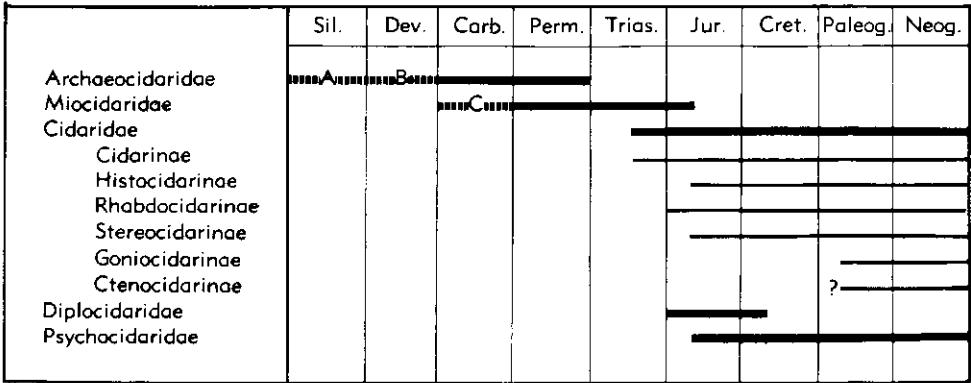 Sil. Dev. Carb. Perm. Trias. Jur. Cret. Paleog. Neog.
Archaeocidaridae A B
Miocidaridae C
Cidaridae
Cidarinae
Histocidarinae
Rhabdocidarinae
Stereocidarinae
Goniocidarinae
Ctenocidarinae ?
Diplocidaridae
Psychocidaridae